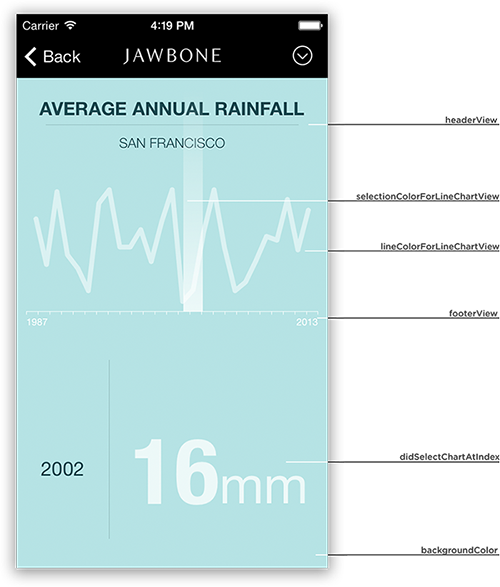 Carrier 4:19 PM
Back JAWBONE
AVERAGE ANNUAL RAINFALL
headerView
SAN FRANCISCO
selectionColorForLineChartView
lineColorForLineChartView
footerView
1987 2013
didSelectChartAtIndex
2002 16mm
backgroundColor